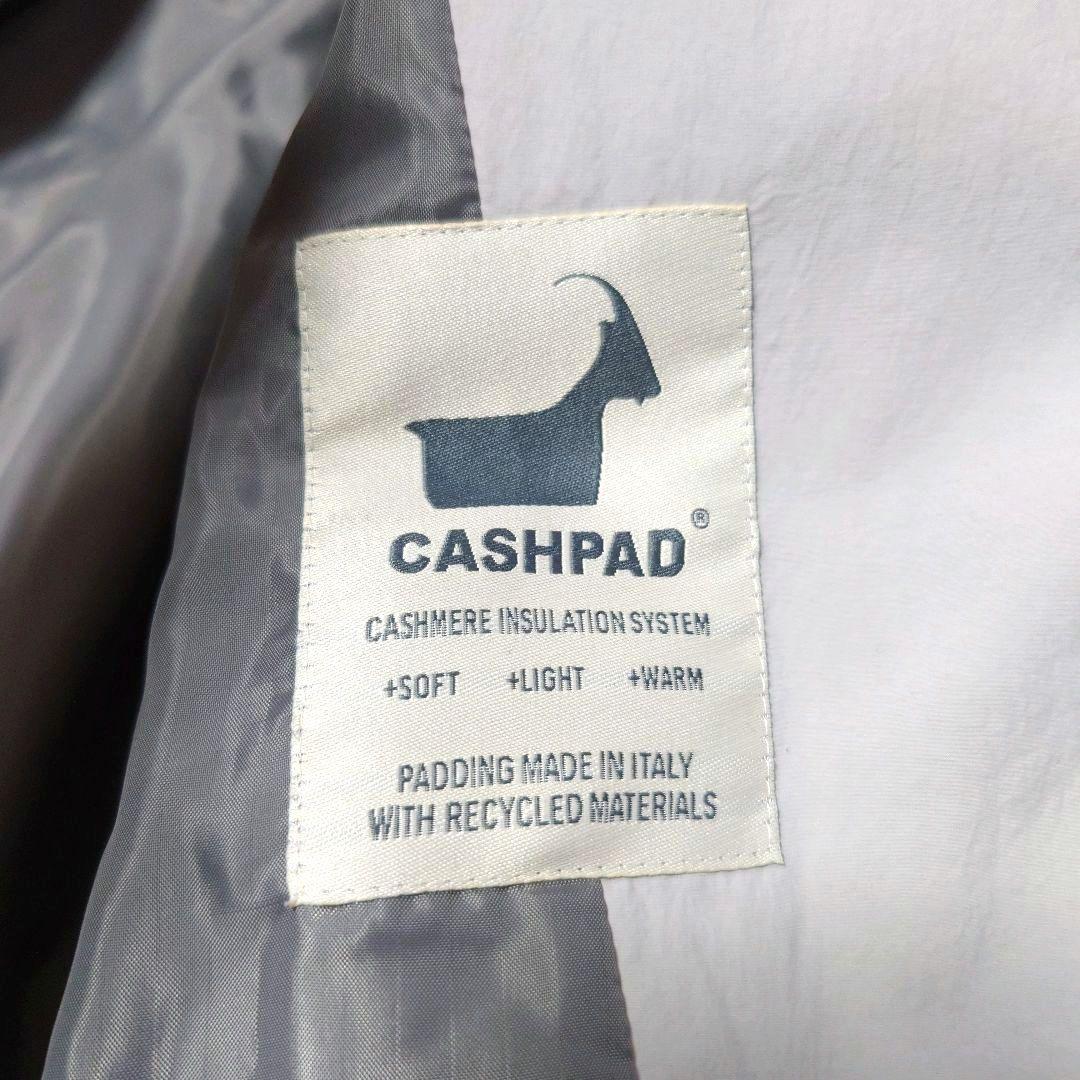 CASHPAD®
CASHMERE INSULATION SYSTEM
+SOFT +LIGHT +WARM
PADDING MADE IN ITALY
WITH RECYCLED MATERIALS